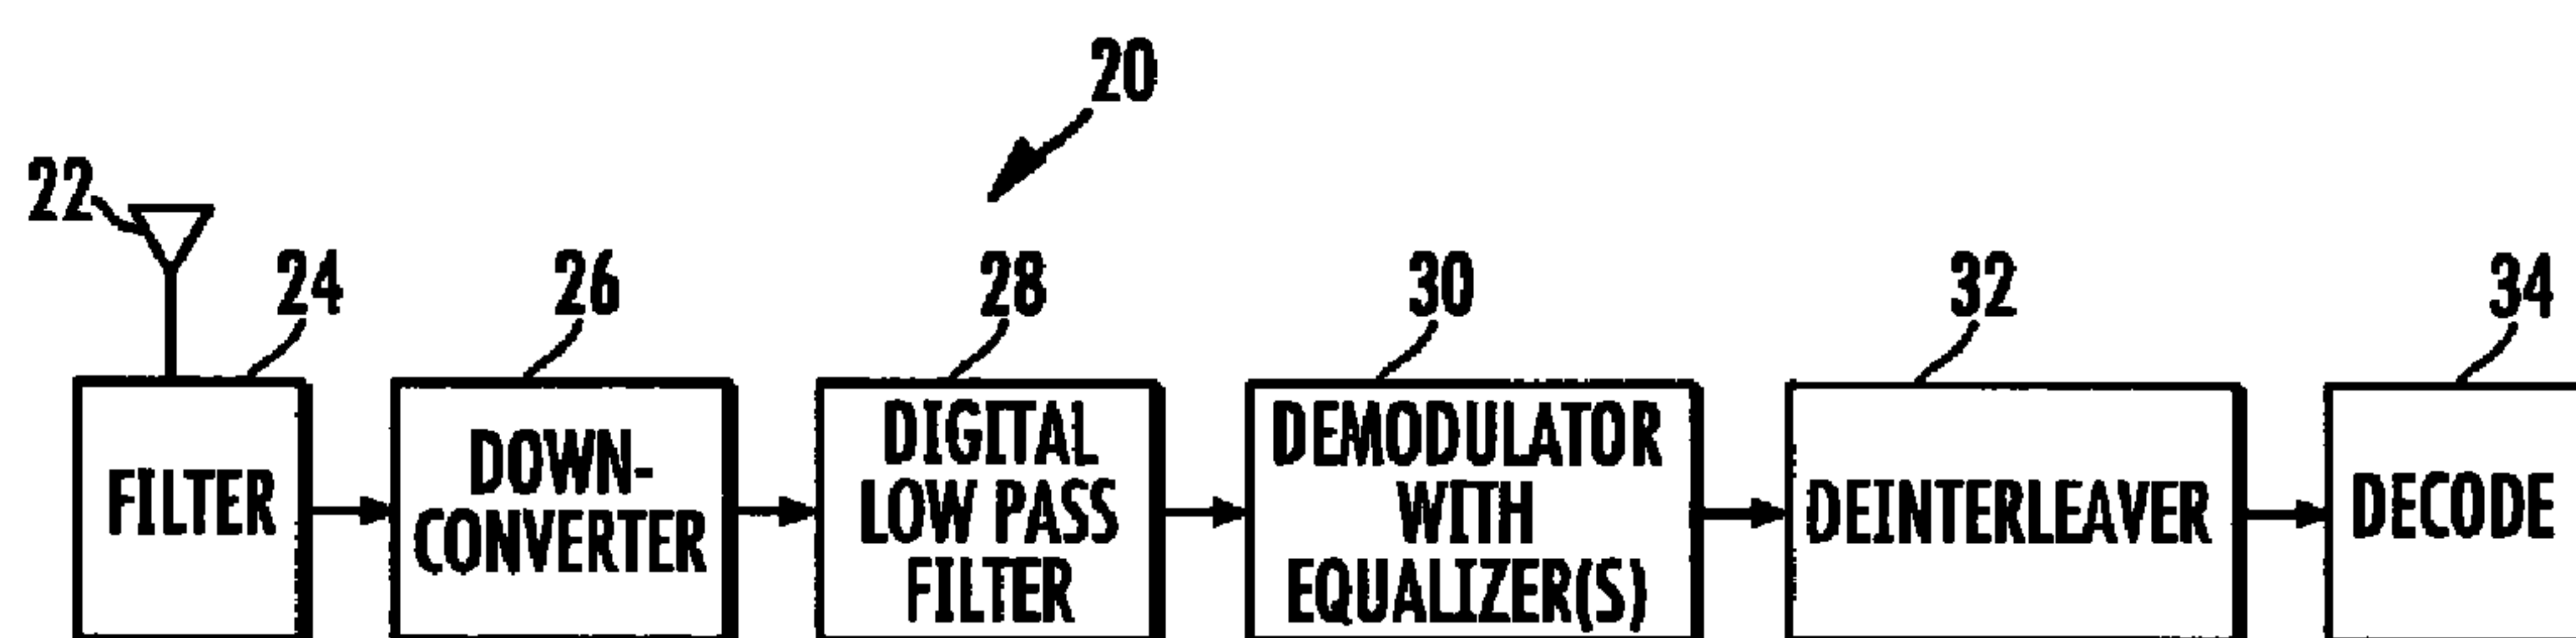 20
22
24
26
28
30
32
34
FILTER
DOWN-
CONVERTER
DIGITAL
LOW PASS
FILTER
DEMODULATOR
WITH
EQUALIZER(S)
DEINTERLEAVER
DECODE